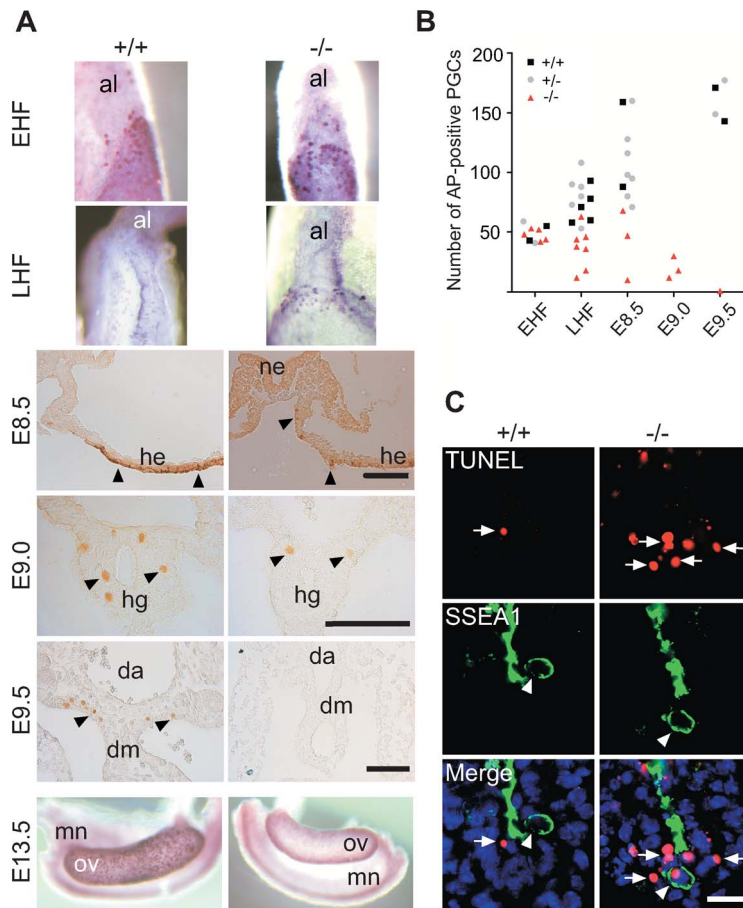 A
+/+ -/-
EHF
al
al
LHF
al
al
E8.5
he
ne
he
E9.0
hg
hg
E9.5
da
dm
da
dm
E13.5
mn
ov
ov
mn
B
Number of AP-positive PGCs
200
150
100
50
+/+
+/-
-/-
EHF LHF E8.5 E9.0 E9.5
C
+/+ -/-
TUNEL
SSEA1
Merge